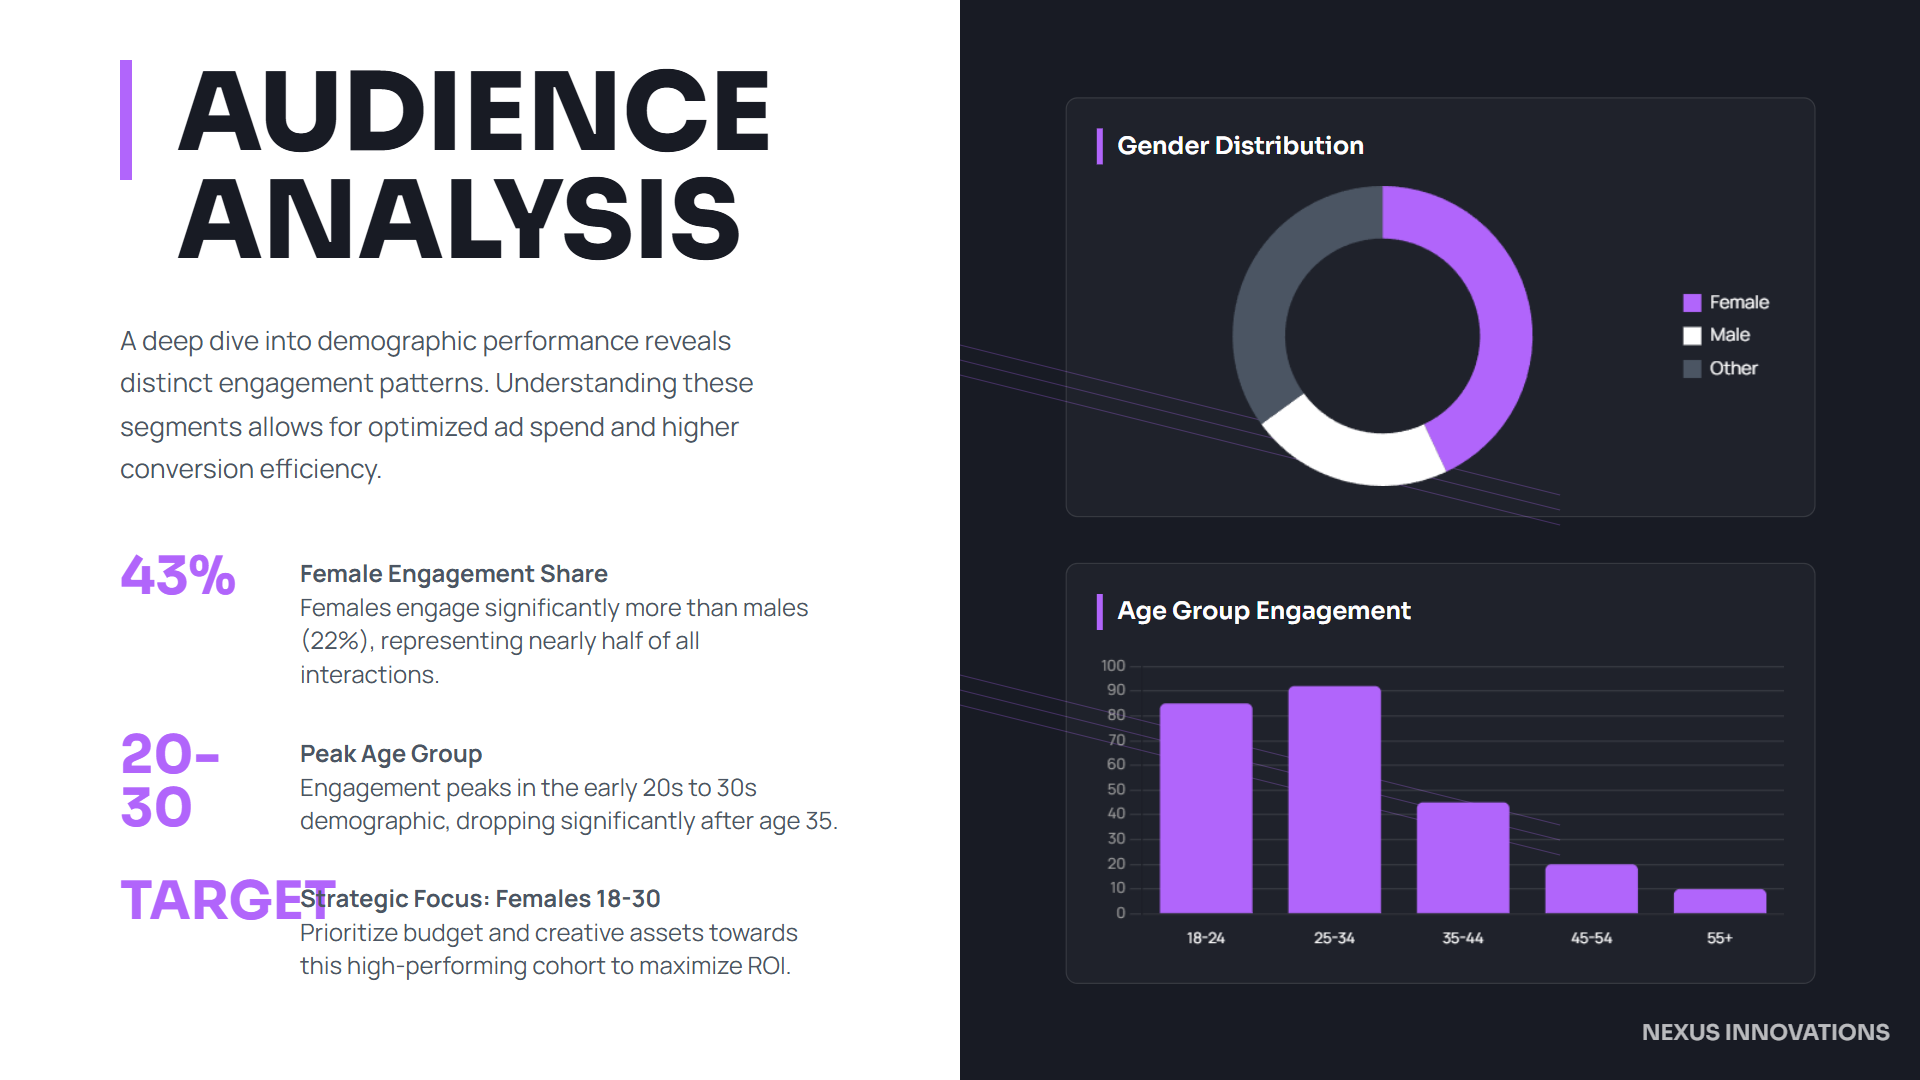 AUDIENCE
ANALYSIS
A deep dive into demographic performance reveals
distinct engagement patterns. Understanding these
segments allows for optimized ad spend and higher
conversion efficiency.
43%
Female Engagement Share
Females engage significantly more than males
(22%), representing nearly half of all
interactions.
20-
30
Peak Age Group
Engagement peaks in the early 20s to 30s
demographic, dropping significantly after age 35.
TARGET
Strategic Focus: Females 18-30
Prioritize budget and creative assets towards
this high-performing cohort to maximize ROI.
Gender Distribution
Female
Male
Other
Age Group Engagement
100
90
80
70
60
50
40
30
20
10
0
18-24 25-34 35-44 45-54 55+
NEXUS INNOVATIONS